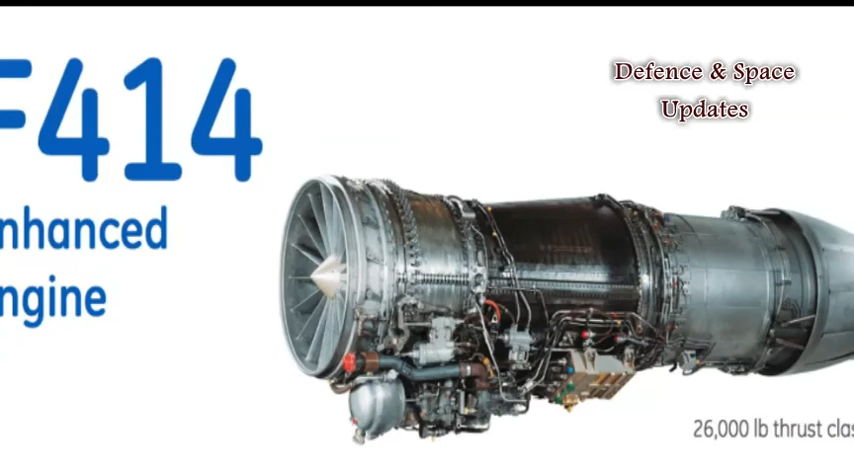 F414
nhanced
ngine
Defence & Space
Updates
26,000 lb thrust clas